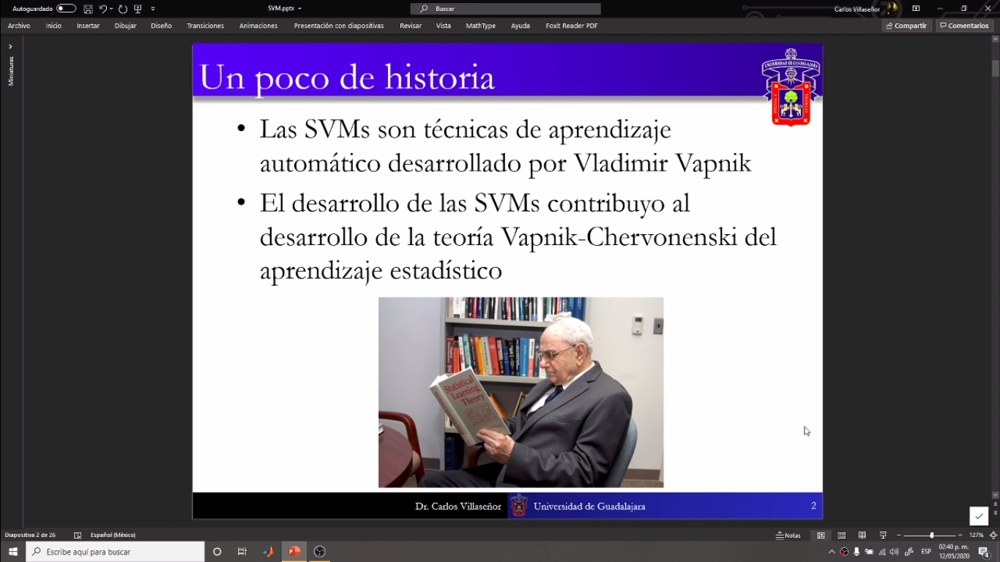 Autoguardado
SVM.pptx
Buscar
Carlos Villaseñor
Archivo Inicio Insertar Dibujar Diseño Transiciones Animaciones Presentación con diapositivas Revisar Vista MathType Ayuda Foxit Reader PDF Compartir Comentarios
Miniaturas
Un poco de historia
UNIVERSIDAD DE GUADALAJARA
• Las SVMs son técnicas de aprendizaje
automático desarrollado por Vladimir Vapnik
• El desarrollo de las SVMs contribuyo al
desarrollo de la teoría Vapnik-Chervonenski del
aprendizaje estadístico
Statistical
Learning
Theory
Dr. Carlos Villaseñor Universidad de Guadalajara 2
Diapositiva 2 de 26 Español (México) Notas 127%
Escribe aquí para buscar
ESP
02:40 p. m.
12/05/2020
4